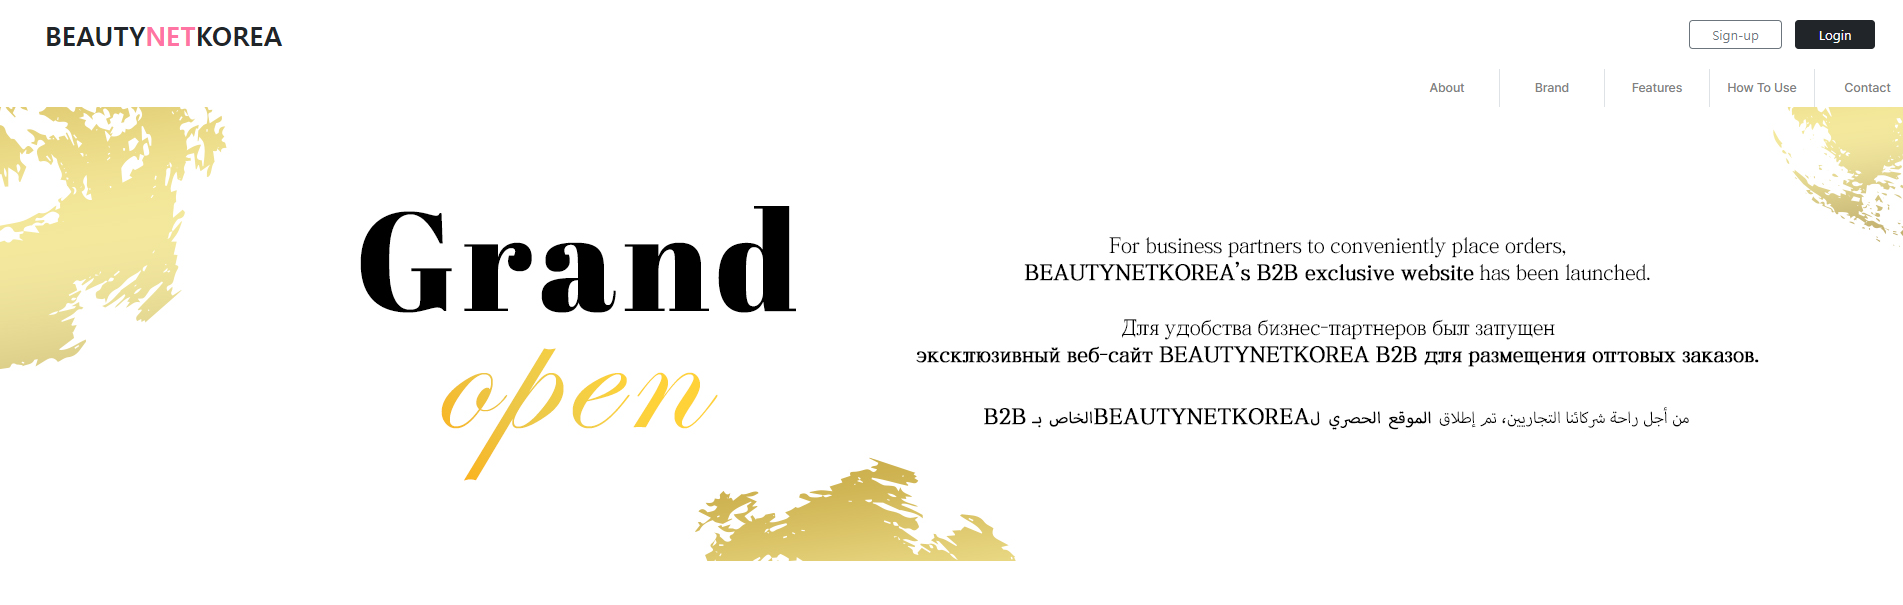 BEAUTYNETKOREA
Sign-up
Login
About
Brand
Features
How To Use
Contact
Grand
open
For business partners to conveniently place orders,
BEAUTYNETKOREA’s B2B exclusive website has been launched.
Для удобства бизнес-партнеров был запущен
эксклюзивный веб-сайт BEAUTYNETKOREA B2B для размещения оптовых заказов.
من أجل راحة شركائنا التجاريين، تم إطلاق الموقع الحصري لBEAUTYNETKOREAالخاص بـ B2B